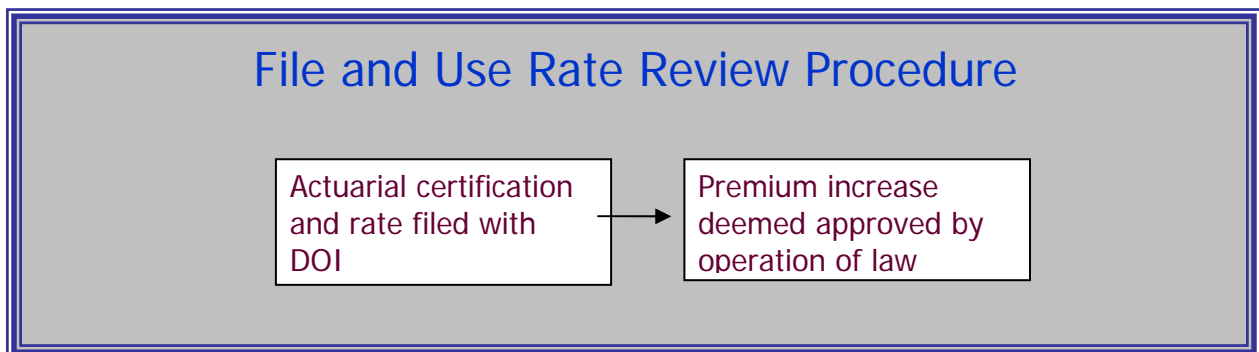 File and Use Rate Review Procedure
Actuarial certification
and rate filed with
DOI
Premium increase
deemed approved by
operation of law